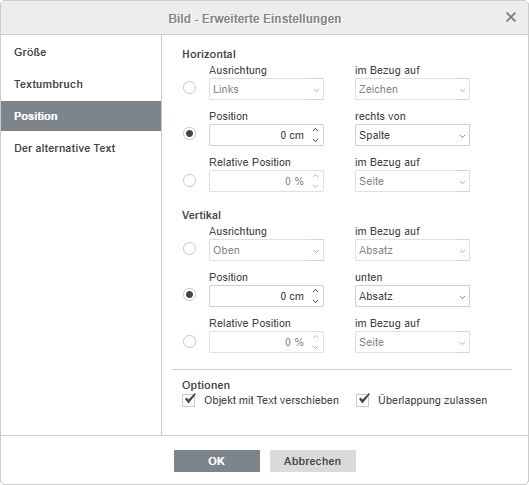 Bild - Erweiterte Einstellungen
Größe
Textumbruch
Position
Der alternative Text
Horizontal
Ausrichtung im Bezug auf
Links Zeichen
Position rechts von
0 cm Spalte
Relative Position im Bezug auf
0 % Seite
Vertikal
Ausrichtung im Bezug auf
Oben Absatz
Position unten
0 cm Absatz
Relative Position im Bezug auf
0 % Seite
Optionen
Objekt mit Text verschieben Überlappung zulassen
OK Abbrechen